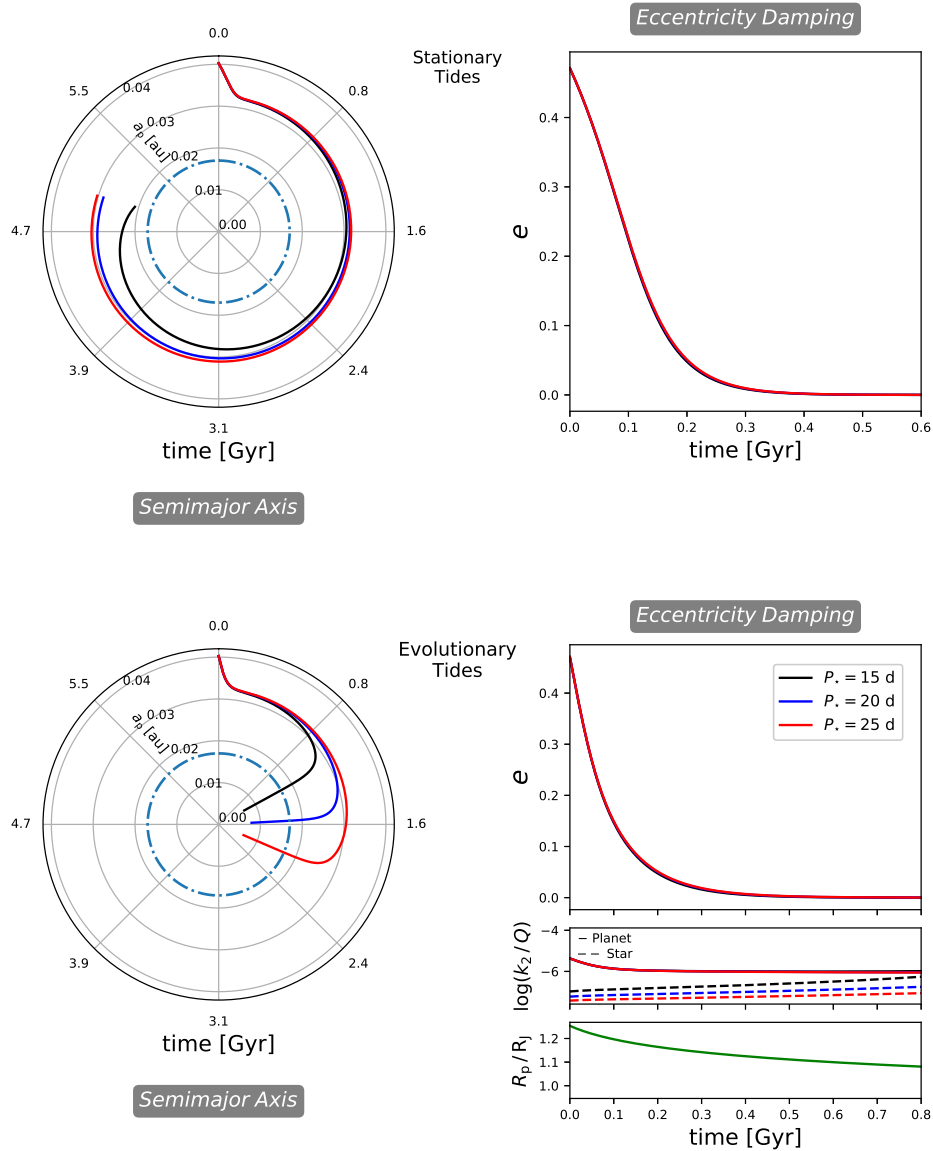 Eccentricity Damping
Stationary
Tides
0.0
0.8
1.6
2.4
3.1
3.9
4.7
5.5
0.04
0.03
0.02
0.01
0.00
a_p [au]
time [Gyr]
Semimajor Axis
e
0.4
0.3
0.2
0.1
0.0
0.0 0.1 0.2 0.3 0.4 0.5 0.6
time [Gyr]
Evolutionary
Tides
0.0
0.8
1.6
2.4
3.1
3.9
4.7
5.5
0.04
0.03
0.02
0.01
0.00
a_p [au]
time [Gyr]
Semimajor Axis
Eccentricity Damping
P⋆ = 15 d
P⋆ = 20 d
P⋆ = 25 d
e
0.4
0.3
0.2
0.1
0.0
log(k₂ / Q)
−4
−6
– Planet
-- Star
R_p / R_J
1.2
1.1
1.0
0.0 0.1 0.2 0.3 0.4 0.5 0.6 0.7 0.8
time [Gyr]